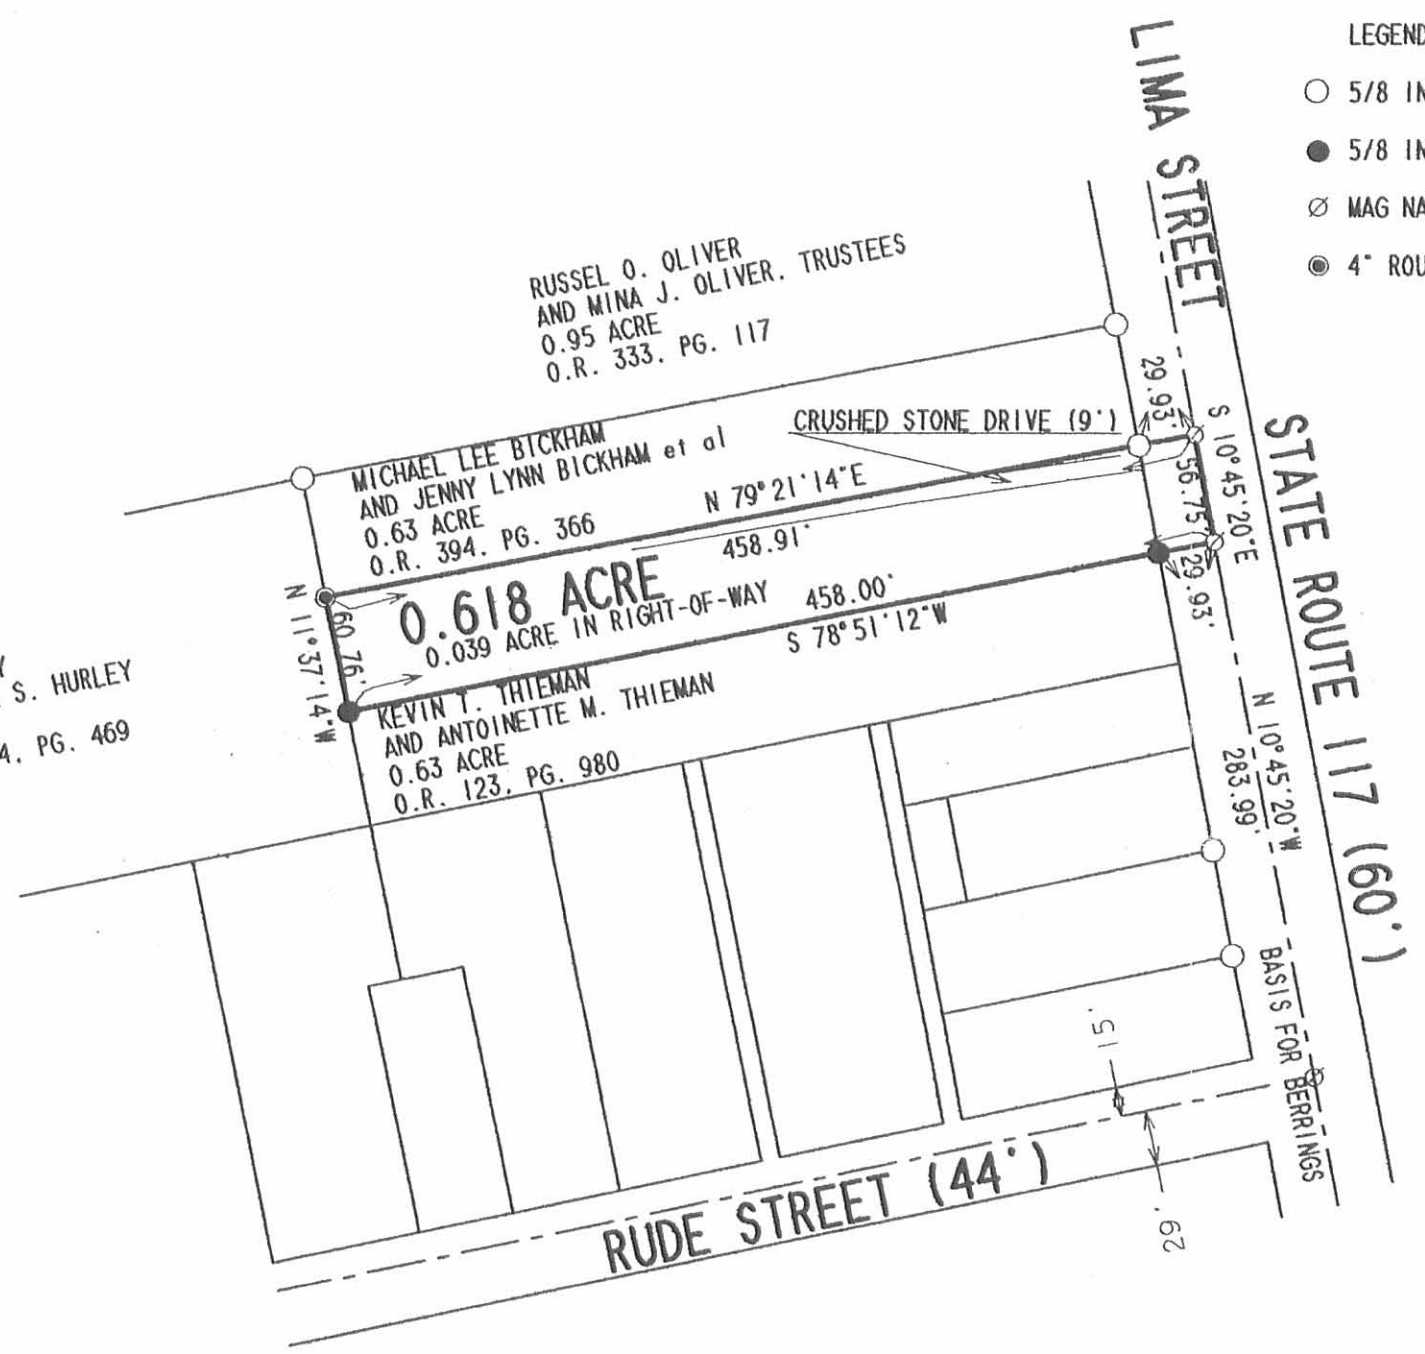 LIMA STREET
LEGEND
5/8 IN
5/8 IN
MAG NA
4" ROU
RUSSEL O. OLIVER
AND MINA J. OLIVER. TRUSTEES
0.95 ACRE
O.R. 333. PG. 117
29.93'
S 10°45'20"E
56.75'
29.93'
STATE ROUTE 117 (60')
CRUSHED STONE DRIVE (9')
MICHAEL LEE BICKHAM
AND JENNY LYNN BICKHAM et al
0.63 ACRE
O.R. 394. PG. 366
N 79°21'14"E
458.91'
0.618 ACRE
0.039 ACRE IN RIGHT-OF-WAY
458.00'
S 78°51'12"W
N 11°37'14"W
60.76'
S. HURLEY
4. PG. 469
KEVIN T. THIEMAN
AND ANTOINETTE M. THIEMAN
0.63 ACRE
O.R. 123. PG. 980
N 10°45'20"W
283.99'
BASIS FOR BERRINGS
15'
29'
RUDE STREET (44')